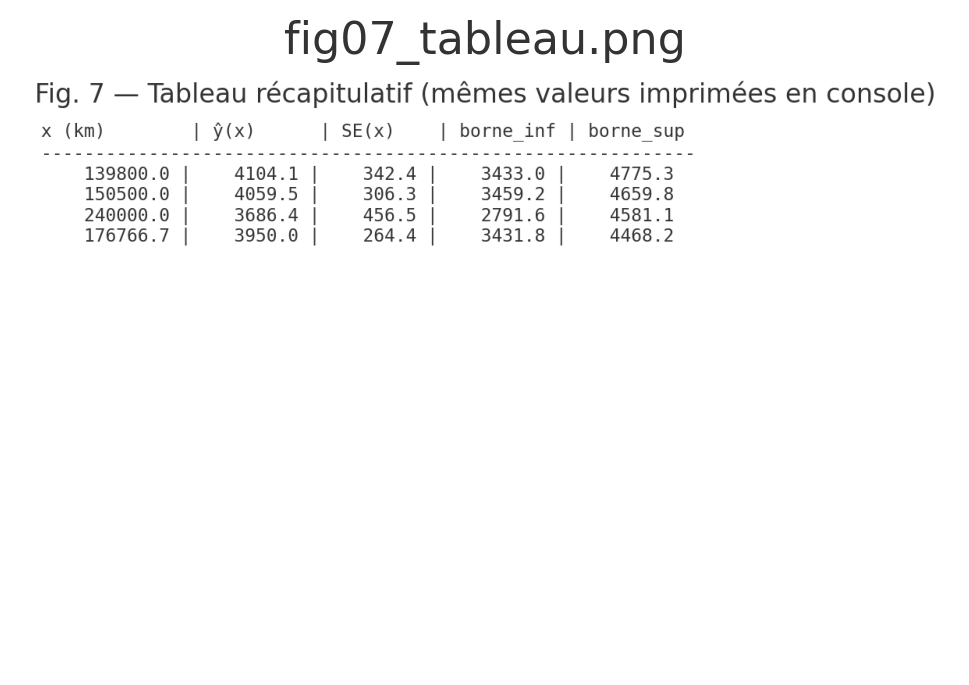 fig07_tableau.png
Fig. 7 — Tableau récapitulatif (mêmes valeurs imprimées en console)
x (km)        | ŷ(x)      | SE(x)    | borne_inf | borne_sup
-------------------------------------------------------------
    139800.0 |    4104.1 |    342.4 |    3433.0 |    4775.3
    150500.0 |    4059.5 |    306.3 |    3459.2 |    4659.8
    240000.0 |    3686.4 |    456.5 |    2791.6 |    4581.1
    176766.7 |    3950.0 |    264.4 |    3431.8 |    4468.2